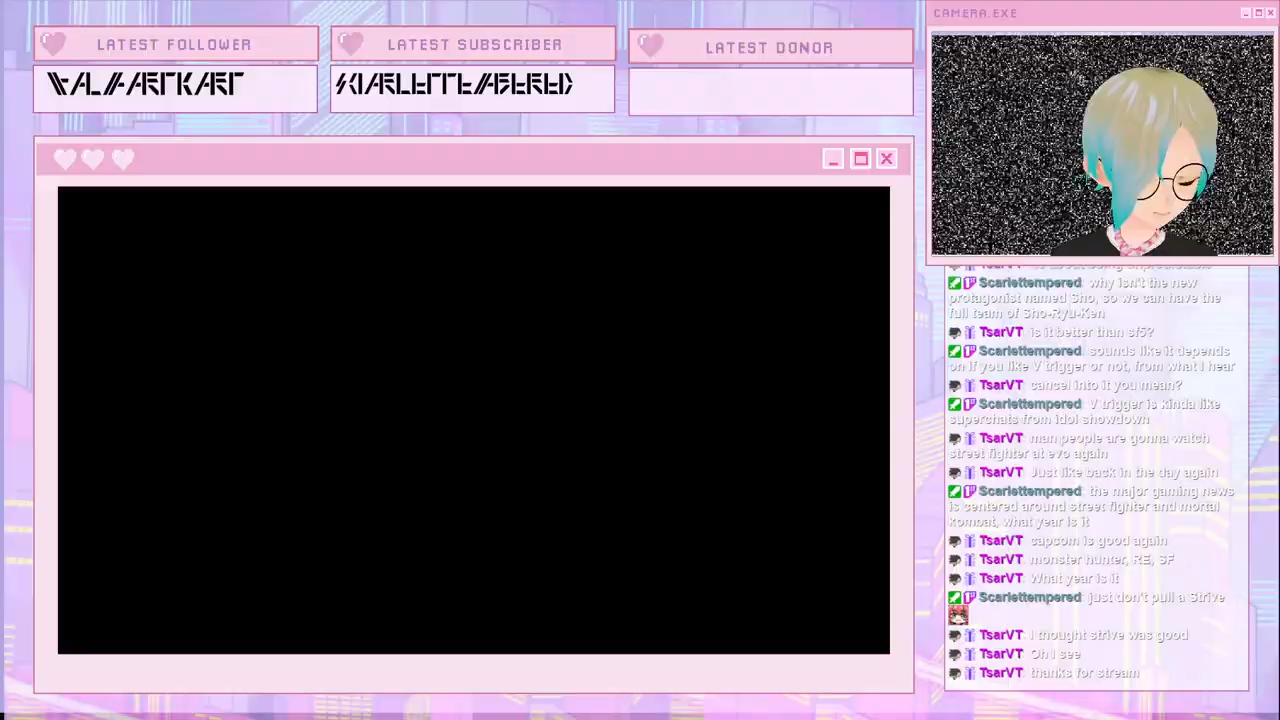 LATEST FOLLOWER
LATEST SUBSCRIBER
LATEST DONOR
CAMERA.EXE
Scarlettempered: why isn't the new
protagonist named Sho, so we can have the
full team of Sho-Ryu-Ken
TsarVT: is it better than sf5?
Scarlettempered: sounds like it depends
on if you like V trigger or not, from what I hear
TsarVT: cancel into it you mean?
Scarlettempered: V trigger is kinda like
superchats from idol showdown
TsarVT: man people are gonna watch
street fighter at evo again
TsarVT: Just like back in the day again
Scarlettempered: the major gaming news
is centered around street fighter and mortal
kombat, what year is it
TsarVT: capcom is good again
TsarVT: monster hunter, RE, SF
TsarVT: What year is it
Scarlettempered: just don't pull a Strive
TsarVT: I thought strive was good
TsarVT: Oh I see
TsarVT: thanks for stream